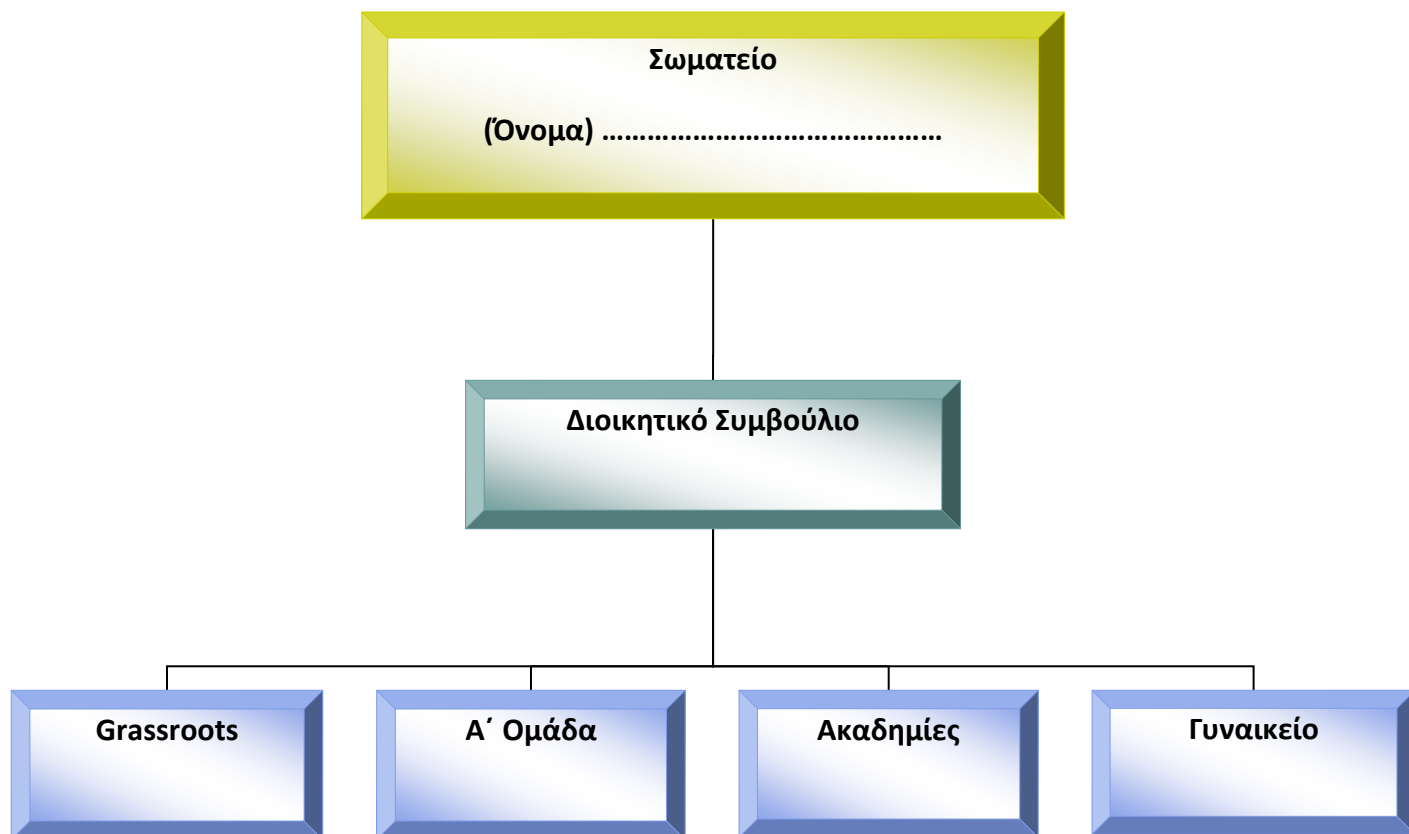 Σωματείο
(Όνομα) ………………………………………
Διοικητικό Συμβούλιο
Grassroots
Α΄ Ομάδα
Ακαδημίες
Γυναικείο